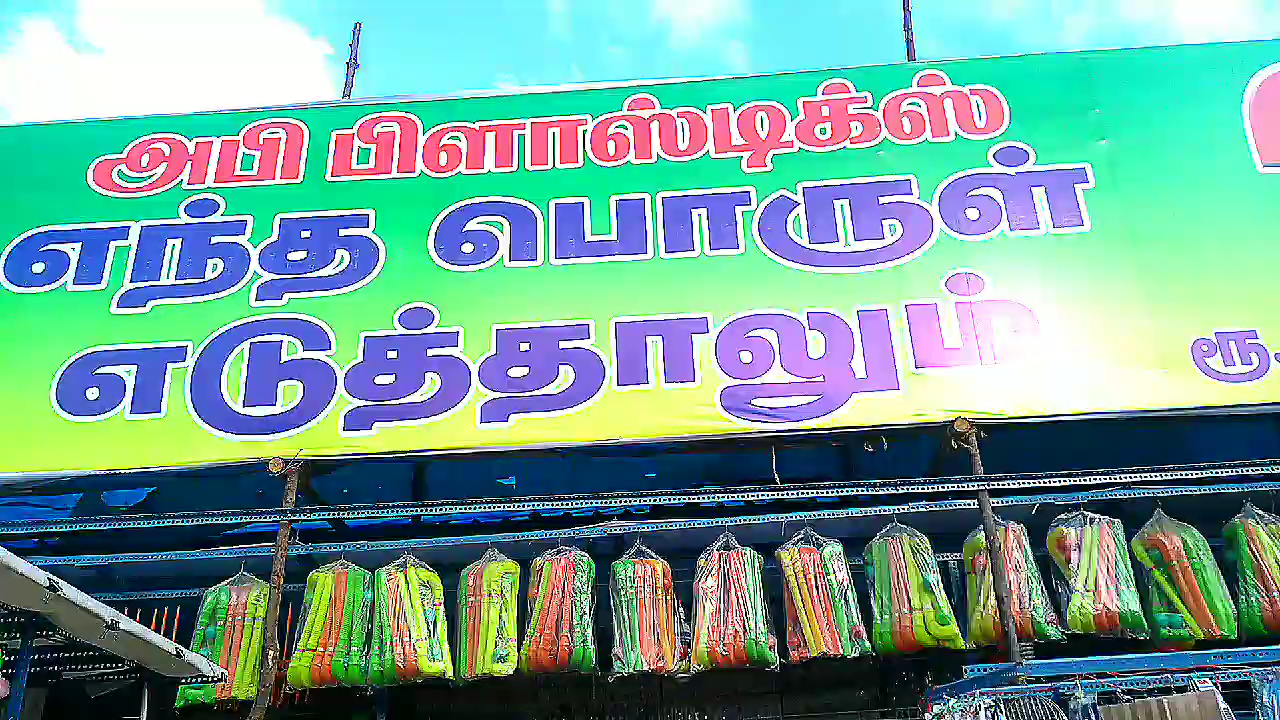 அபி பிளாஸ்டிக்ஸ்
எந்த பொருள்
எடுத்தாலும்
ரூ